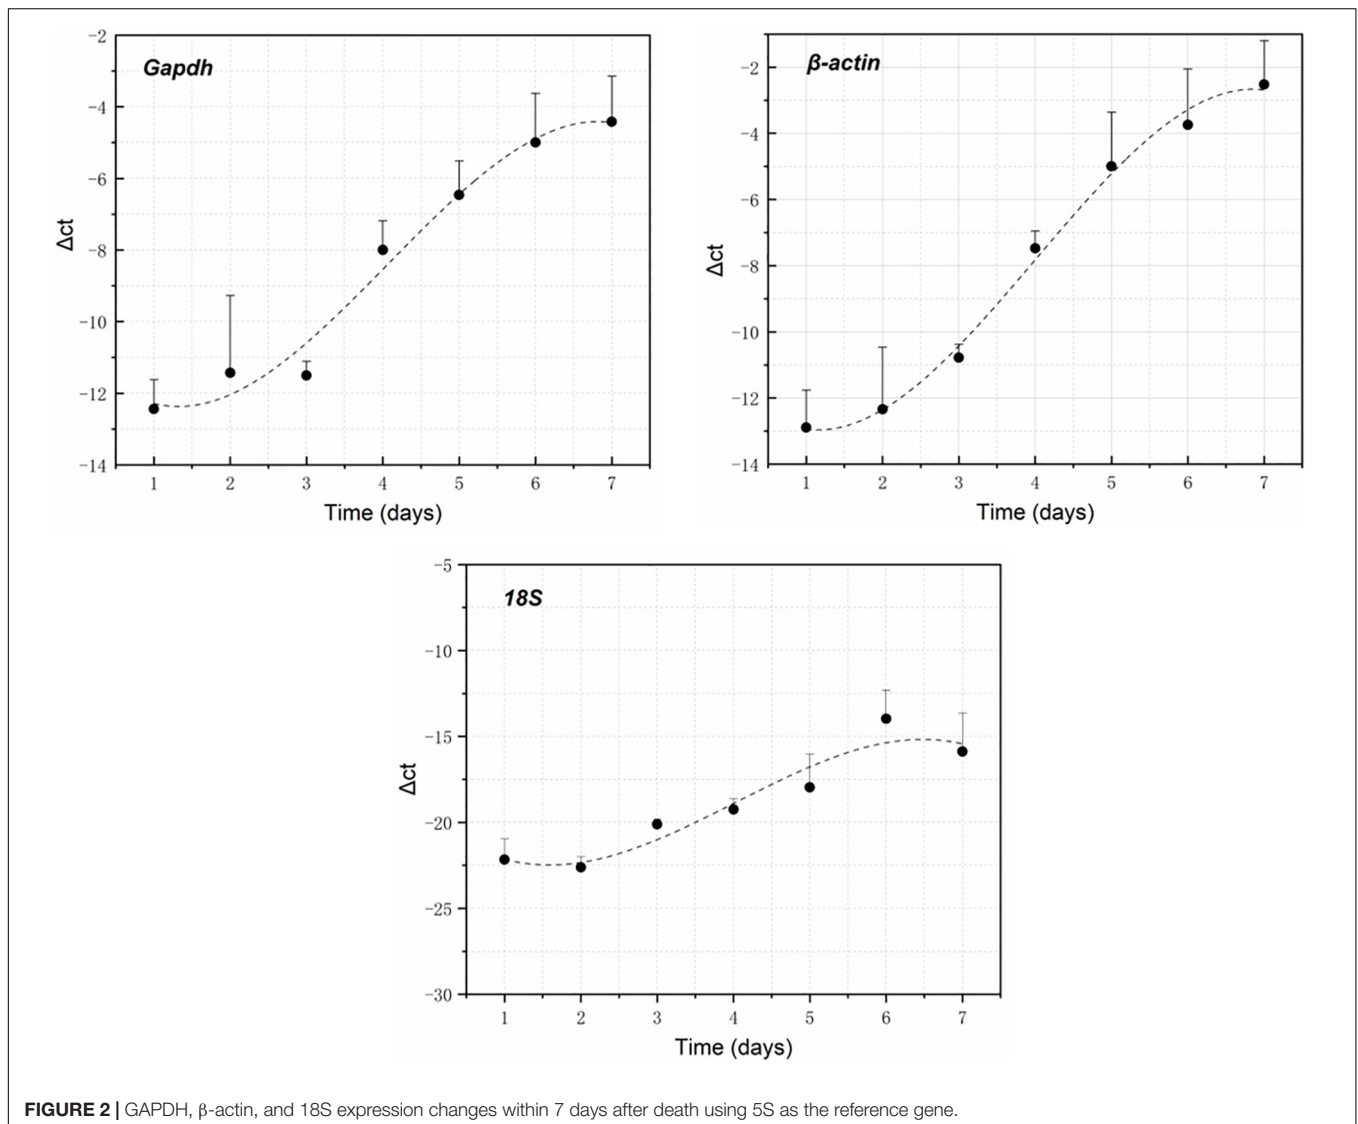 Gapdh
Δct
−2
−4
−6
−8
−10
−12
−14
1 2 3 4 5 6 7
Time (days)
β-actin
Δct
−2
−4
−6
−8
−10
−12
−14
1 2 3 4 5 6 7
Time (days)
18S
Δct
−5
−10
−15
−20
−25
−30
1 2 3 4 5 6 7
Time (days)
FIGURE 2 | GAPDH, β-actin, and 18S expression changes within 7 days after death using 5S as the reference gene.